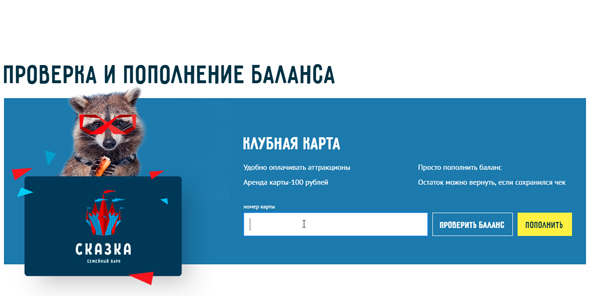 ПРОВЕРКА И ПОПОЛНЕНИЕ БАЛАНСА
КЛУБНАЯ КАРТА
Удобно оплачивать аттракционы
Просто пополнить баланс
Аренда карты-100 рублей
Остаток можно вернуть, если сохранился чек
номер карты
ПРОВЕРИТЬ БАЛАНС
ПОПОЛНИТЬ
СКАЗКА
СЕМЕЙНЫЙ ПАРК